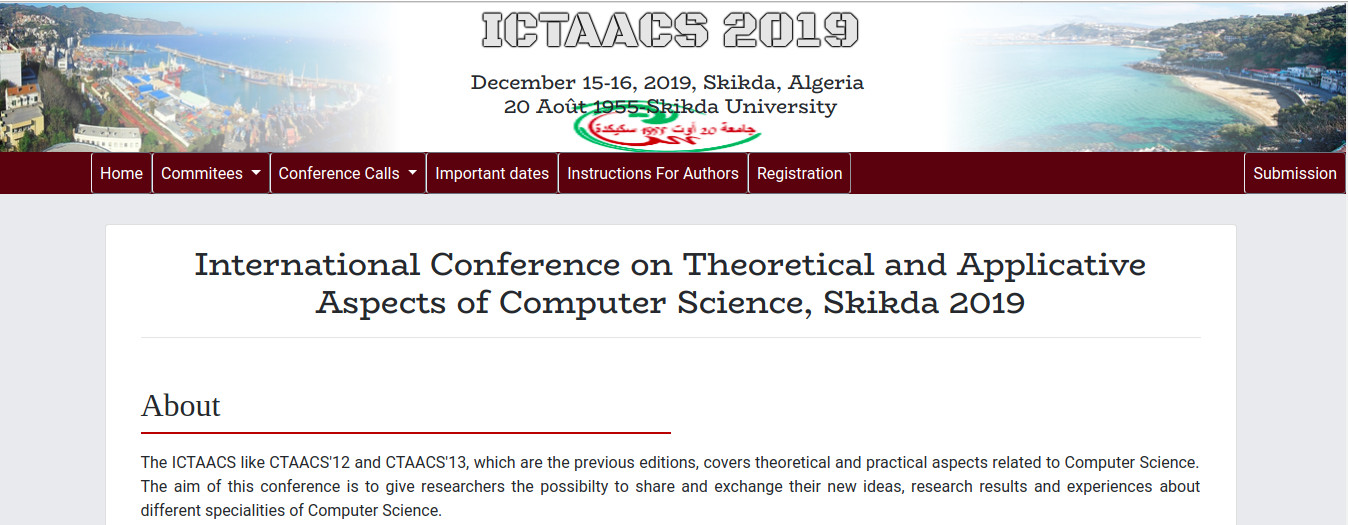 ICTAACS 2019
December 15-16, 2019, Skikda, Algeria
20 Août 1955-Skikda University
جامعة 20 أوت 1955 سكيكدة
Home Commitees Conference Calls Important dates Instructions For Authors Registration Submission
International Conference on Theoretical and Applicative
Aspects of Computer Science, Skikda 2019
About
The ICTAACS like CTAACS'12 and CTAACS'13, which are the previous editions, covers theoretical and practical aspects related to Computer Science.
The aim of this conference is to give researchers the possibilty to share and exchange their new ideas, research results and experiences about
different specialities of Computer Science.